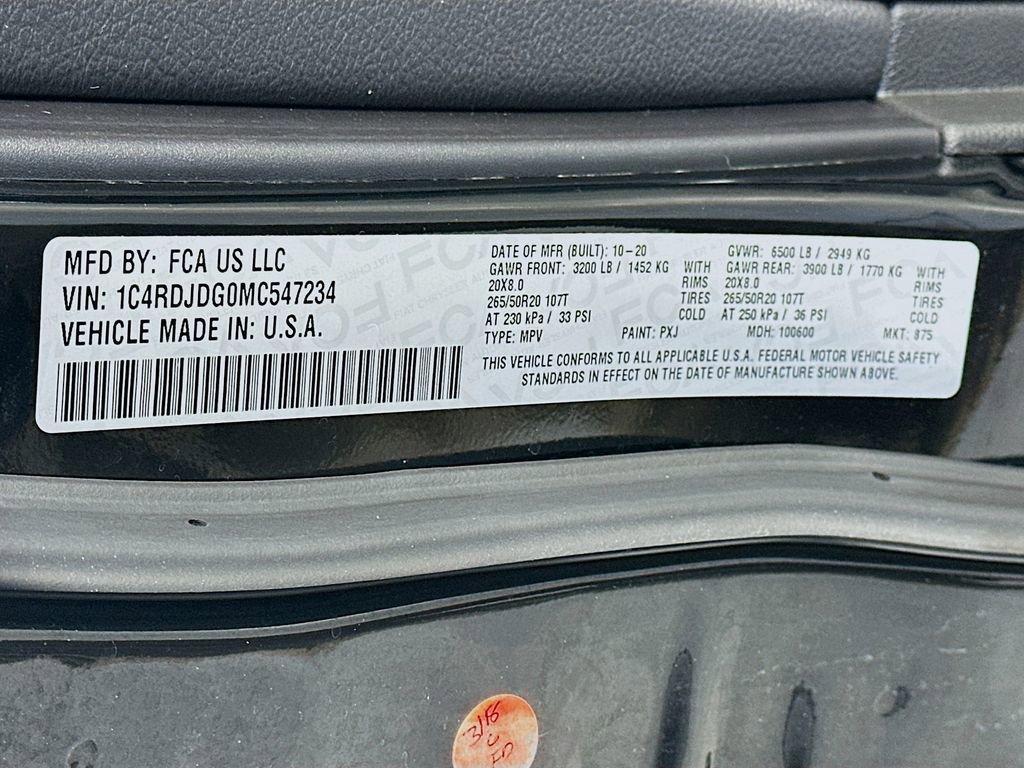 MFD BY: FCA US LLC
VIN: 1C4RDJDG0MC547234
VEHICLE MADE IN: U.S.A.
DATE OF MFR (BUILT): 10-20 GVWR: 6500 LB / 2949 KG
GAWR FRONT: 3200 LB / 1452 KG WITH GAWR REAR: 3900 LB / 1770 KG WITH
20X8.0 RIMS 20X8.0 RIMS
265/50R20 107T TIRES 265/50R20 107T TIRES
AT 230 kPa / 33 PSI COLD AT 250 kPa / 36 PSI COLD
TYPE: MPV PAINT: PXJ MDH: 100600 MKT: 875
THIS VEHICLE CONFORMS TO ALL APPLICABLE U.S.A. FEDERAL MOTOR VEHICLE SAFETY
STANDARDS IN EFFECT ON THE DATE OF MANUFACTURE SHOWN ABOVE.